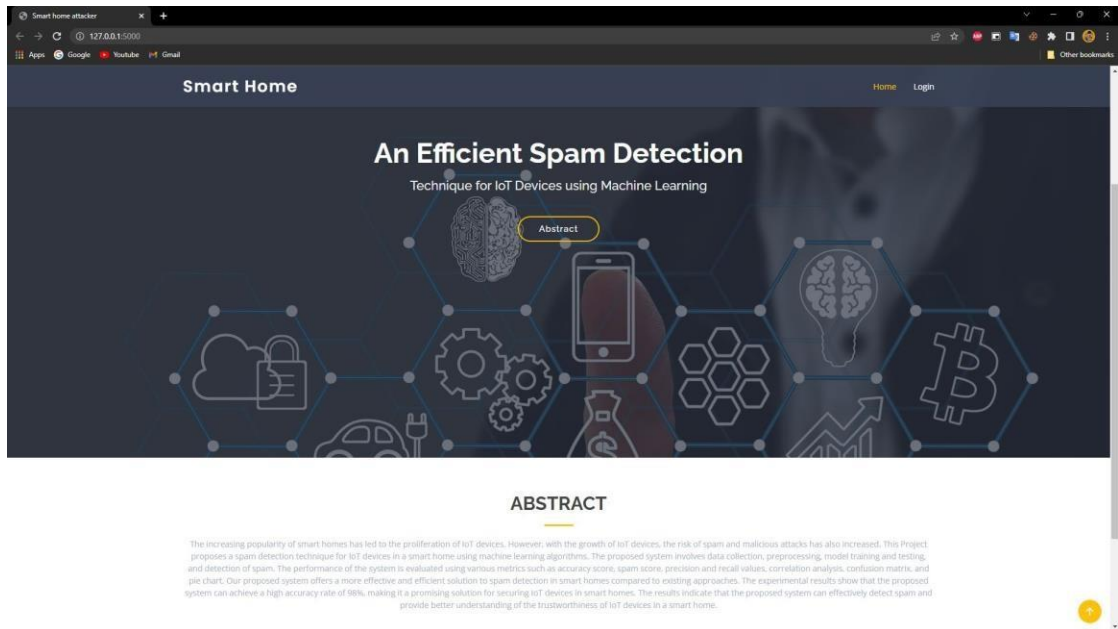 Smart home attacker
127.0.0.1:5000
Apps Google Youtube Gmail Other bookmarks
Smart Home
Home Login
An Efficient Spam Detection
Technique for IoT Devices using Machine Learning
Abstract
ABSTRACT
The increasing popularity of smart homes has led to the proliferation of IoT devices. However, with the growth of IoT devices, the risk of spam and malicious attacks has also increased. This Project
proposes a spam detection technique for IoT devices in a smart home using machine learning algorithms. The proposed system involves data collection, preprocessing, model training and testing,
and detection of spam. The performance of the system is evaluated using various metrics such as accuracy score, spam score, precision and recall values, correlation analysis, confusion matrix, and
pie chart. Our proposed system offers a more effective and efficient solution to spam detection in smart homes compared to existing approaches. The experimental results show that the proposed
system can achieve a high accuracy rate of 98%, making it a promising solution for securing IoT devices in smart homes. The results indicate that the proposed system can effectively detect spam and
provide better understanding of the trustworthiness of IoT devices in a smart home.